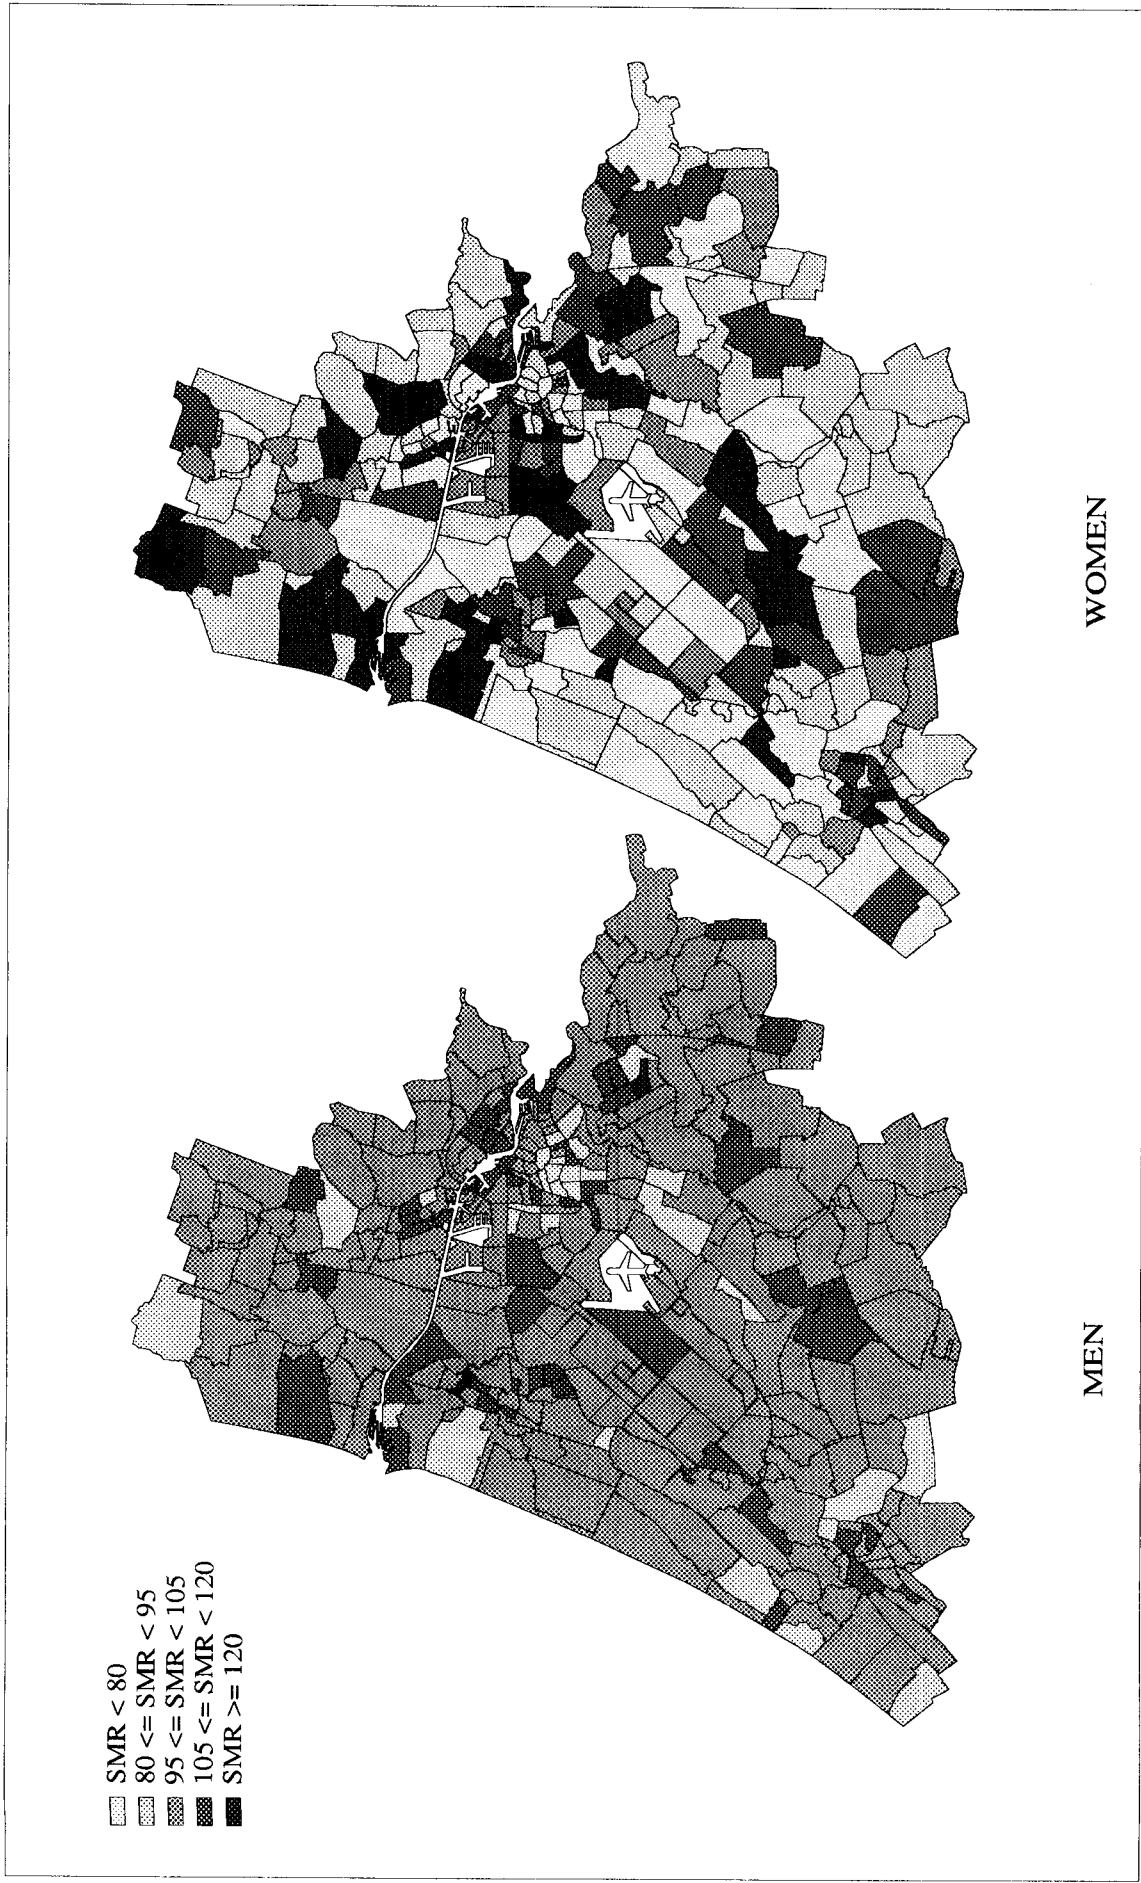 SMR < 80
80 <= SMR < 95
95 <= SMR < 105
105 <= SMR < 120
SMR >= 120
MEN
WOMEN